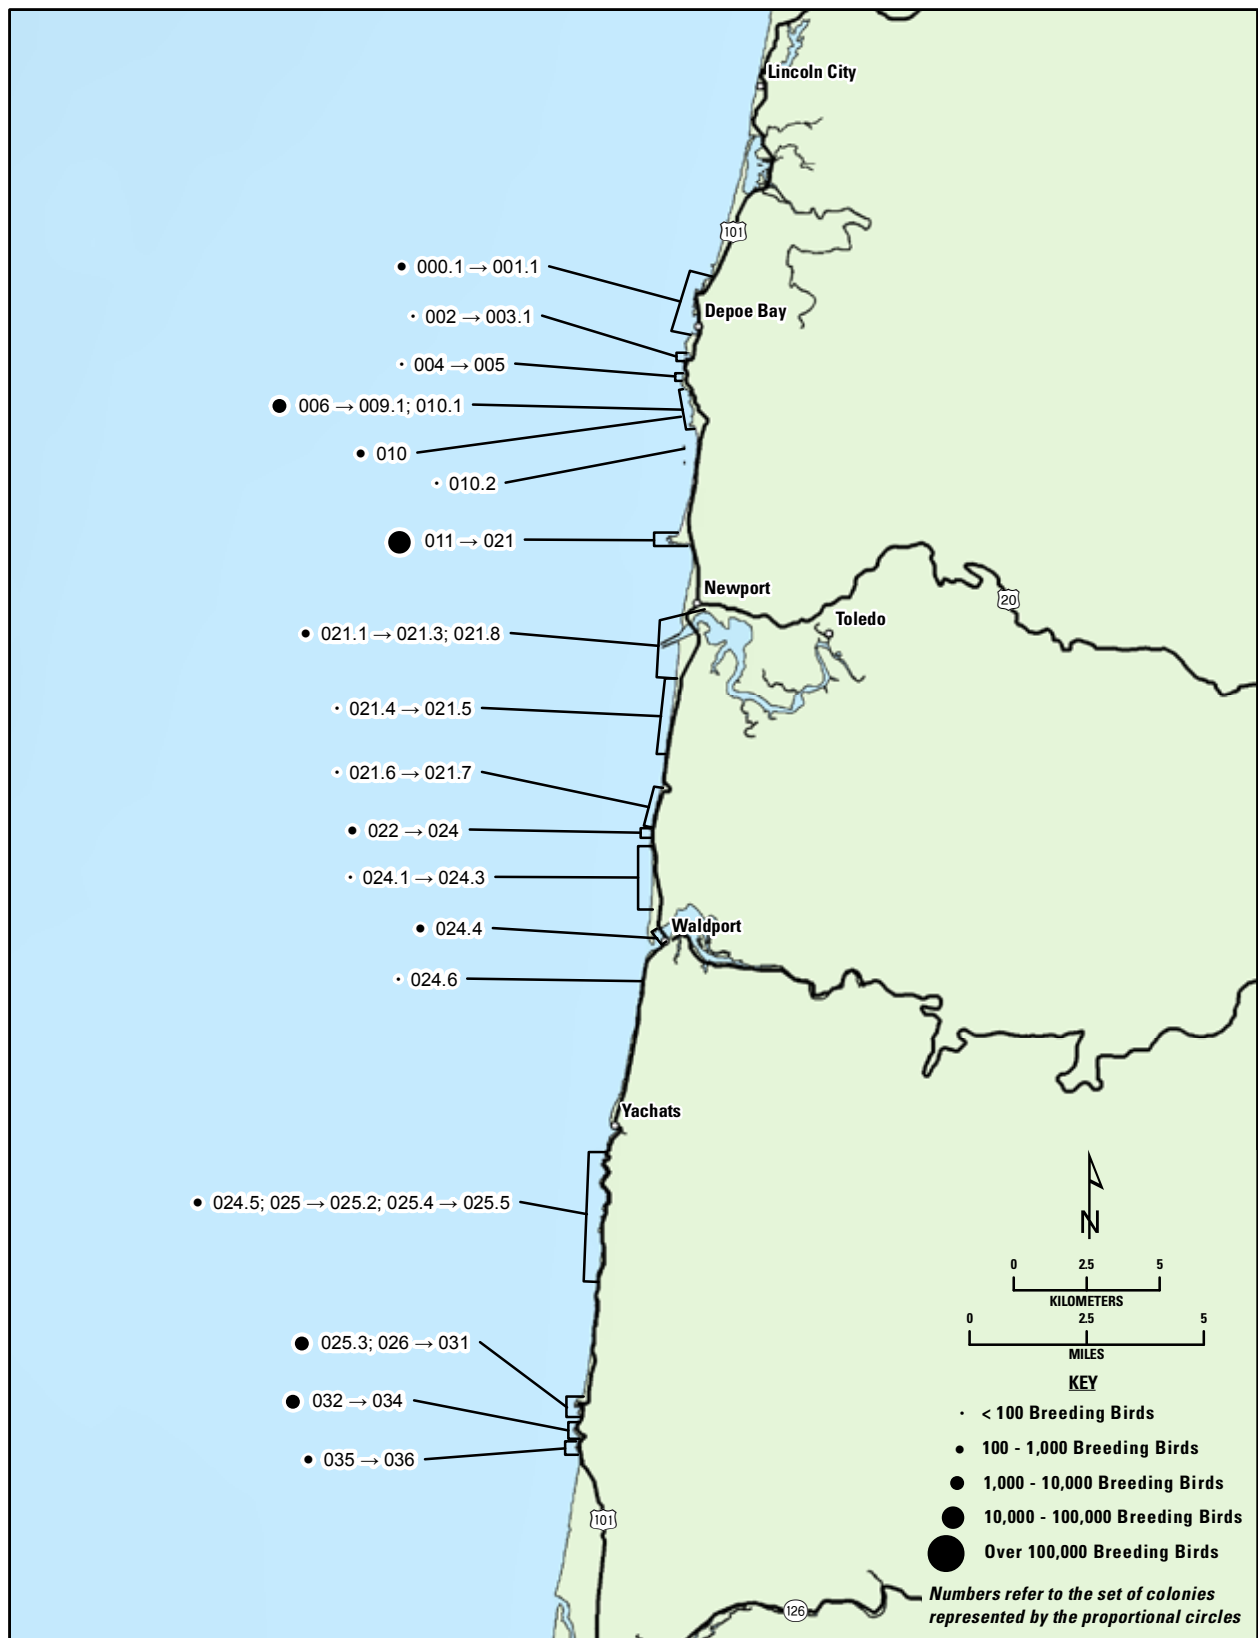 Lincoln City
101
000.1 → 001.1
Depoe Bay
002 → 003.1
004 → 005
006 → 009.1; 010.1
010
010.2
011 → 021
Newport
20
Toledo
021.1 → 021.3; 021.8
021.4 → 021.5
021.6 → 021.7
022 → 024
024.1 → 024.3
Waldport
024.4
024.6
Yachats
024.5; 025 → 025.2; 025.4 → 025.5
N
0 2.5 5
KILOMETERS
0 2.5 5
MILES
025.3; 026 → 031
032 → 034
035 → 036
101
126
KEY
< 100 Breeding Birds
100 - 1,000 Breeding Birds
1,000 - 10,000 Breeding Birds
10,000 - 100,000 Breeding Birds
Over 100,000 Breeding Birds
Numbers refer to the set of colonies
represented by the proportional circles